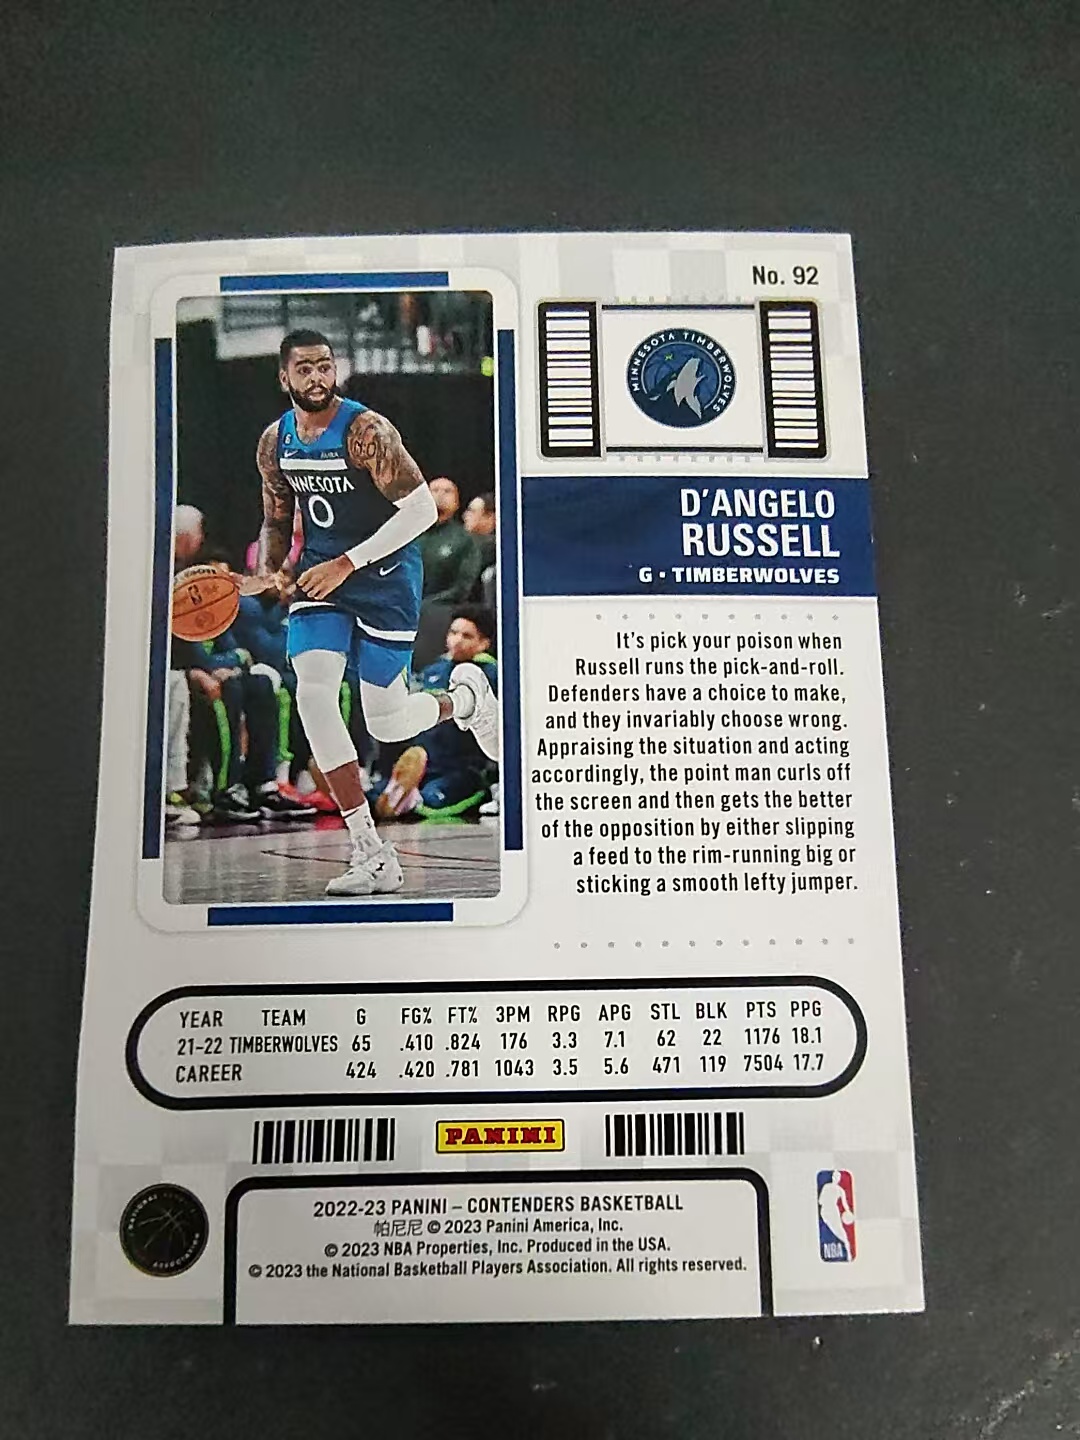 No. 92
MINNESOTA TIMBERWOLVES
D'ANGELO
RUSSELL
G • TIMBERWOLVES
MINNESOTA
0
6
It's pick your poison when
Russell runs the pick-and-roll.
Defenders have a choice to make,
and they invariably choose wrong.
Appraising the situation and acting
accordingly, the point man curls off
the screen and then gets the better
of the opposition by either slipping
a feed to the rim-running big or
sticking a smooth lefty jumper.
YEAR TEAM G FG% FT% 3PM RPG APG STL BLK PTS PPG
21-22 TIMBERWOLVES 65 .410 .824 176 3.3 7.1 62 22 1176 18.1
CAREER 424 .420 .781 1043 3.5 5.6 471 119 7504 17.7
PANINI
2022-23 PANINI – CONTENDERS BASKETBALL
帕尼尼 © 2023 Panini America, Inc.
© 2023 NBA Properties, Inc. Produced in the USA.
© 2023 the National Basketball Players Association. All rights reserved.
NBA